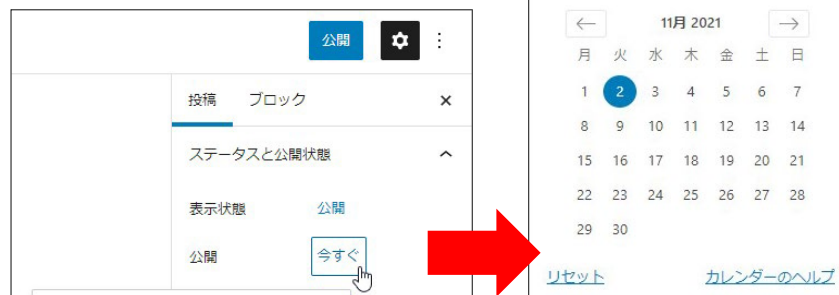 公開
投稿 ブロック ×
ステータスと公開状態
表示状態 公開
公開 今すぐ
11月 2021
月 火 水 木 金 土 日
1 2 3 4 5 6 7
8 9 10 11 12 13 14
15 16 17 18 19 20 21
22 23 24 25 26 27 28
29 30
リセット カレンダーのヘルプ